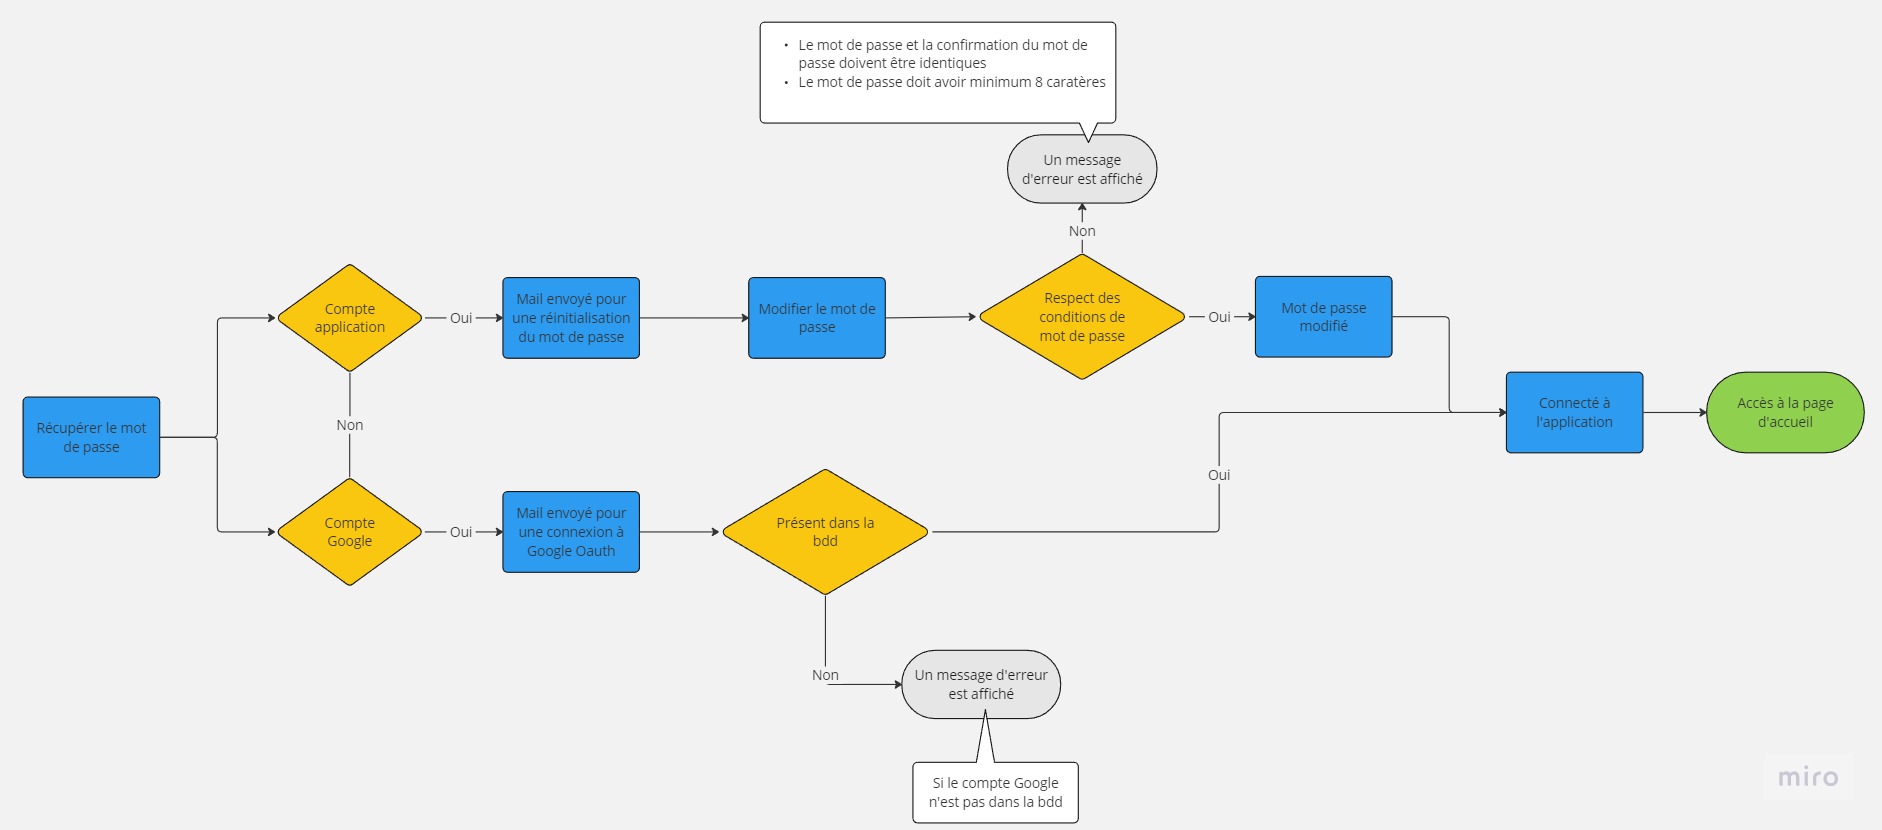 • Le mot de passe et la confirmation du mot de
passe doivent être identiques
• Le mot de passe doit avoir minimum 8 caratères
Un message
d'erreur est affiché
Non
Compte
application
Oui
Mail envoyé pour
une réinitialisation
du mot de passe
Modifier le mot de
passe
Respect des
conditions de
mot de passe
Oui
Mot de passe
modifié
Récupérer le mot
de passe
Non
Connecté à
l'application
Accès à la page
d'accueil
Oui
Compte
Google
Oui
Mail envoyé pour
une connexion à
Google Oauth
Présent dans la
bdd
Non
Un message d'erreur
est affiché
Si le compte Google
n'est pas dans la bdd
miro